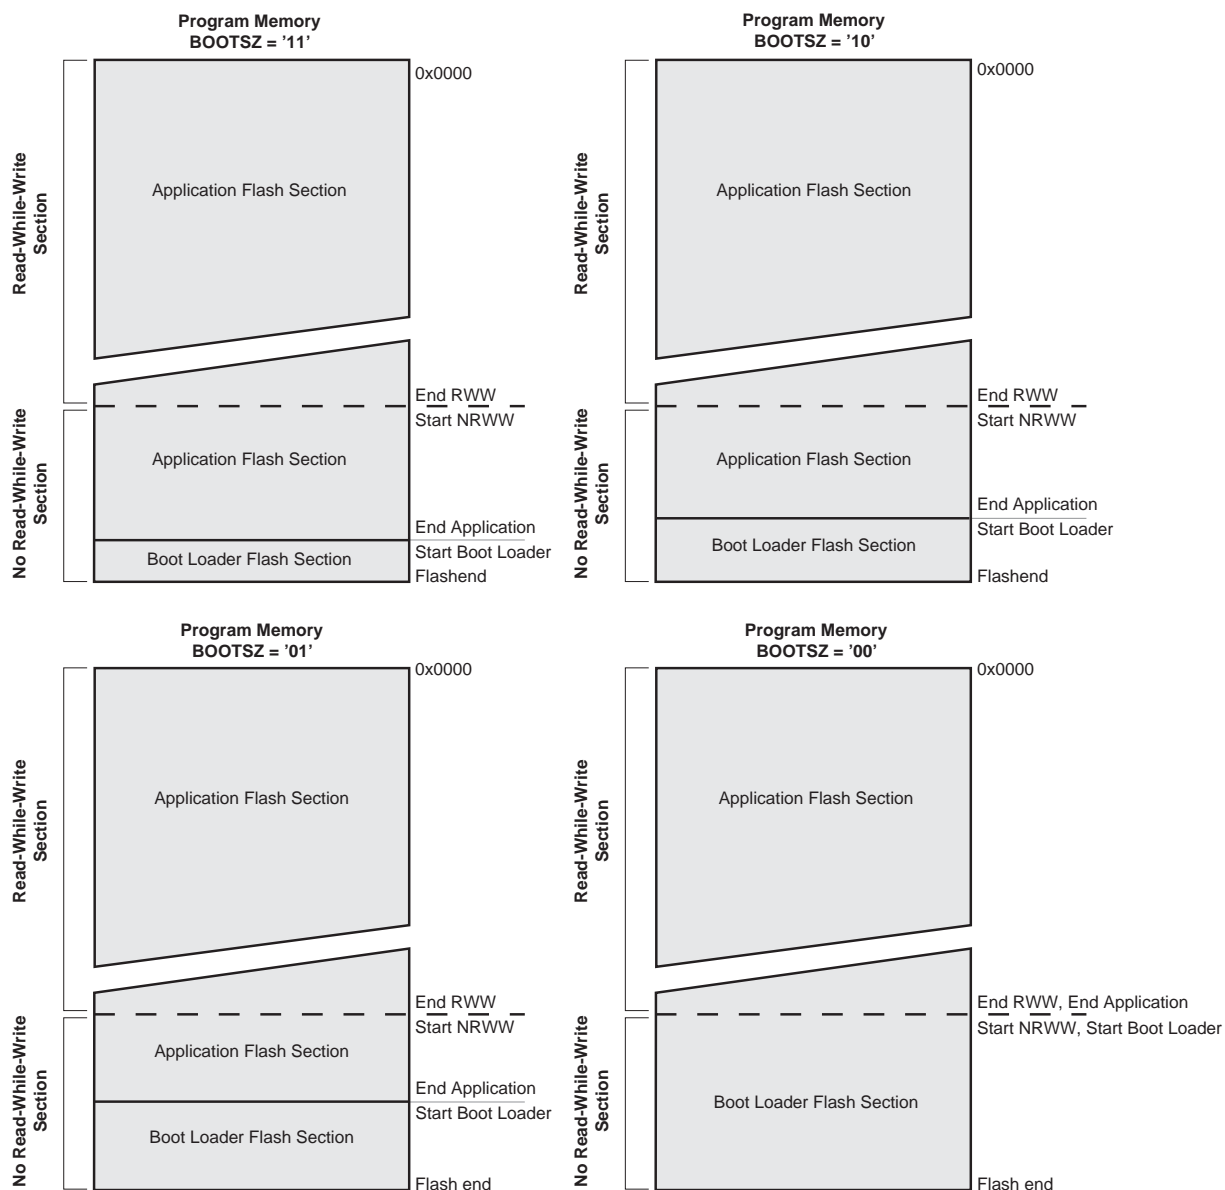 Program Memory
BOOTSZ = '11'
0x0000
Read-While-Write
Section
Application Flash Section
End RWW
Start NRWW
No Read-While-Write
Section
Application Flash Section
End Application
Start Boot Loader
Boot Loader Flash Section
Flashend
Program Memory
BOOTSZ = '10'
0x0000
Read-While-Write
Section
Application Flash Section
End RWW
Start NRWW
No Read-While-Write
Section
Application Flash Section
End Application
Start Boot Loader
Boot Loader Flash Section
Flashend
Program Memory
BOOTSZ = '01'
0x0000
Read-While-Write
Section
Application Flash Section
End RWW
Start NRWW
No Read-While-Write
Section
Application Flash Section
End Application
Start Boot Loader
Boot Loader Flash Section
Flash end
Program Memory
BOOTSZ = '00'
0x0000
Read-While-Write
Section
Application Flash Section
End RWW, End Application
Start NRWW, Start Boot Loader
No Read-While-Write
Section
Boot Loader Flash Section
Flash end